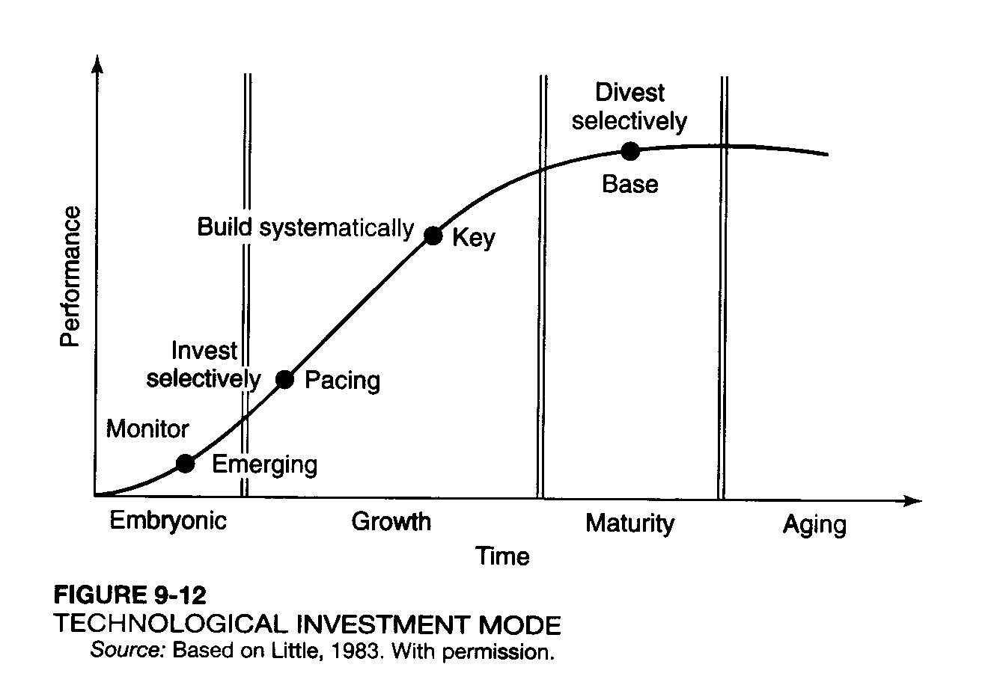 Divest
selectively
Base
Build systematically
Key
Performance
Invest
selectively
Pacing
Monitor
Emerging
Embryonic
Growth
Maturity
Aging
Time
FIGURE 9-12
TECHNOLOGICAL INVESTMENT MODE
Source: Based on Little, 1983. With permission.